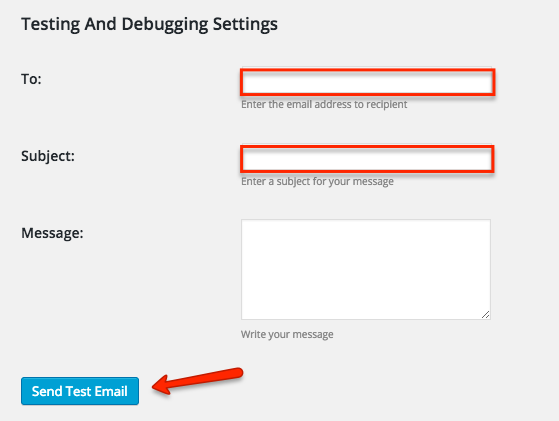 Testing And Debugging Settings
To:
Enter the email address to recipient
Subject:
Enter a subject for your message
Message:
Write your message
Send Test Email